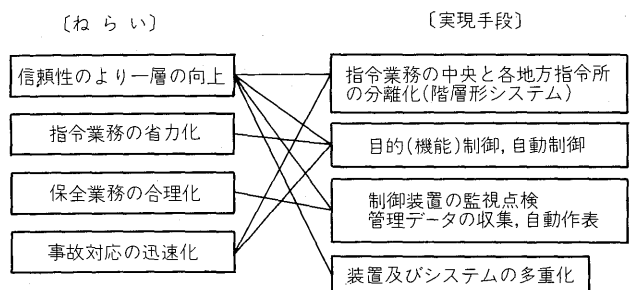 〔ねらい〕
〔実現手段〕
信頼性のより一層の向上
指令業務の省力化
保全業務の合理化
事故対応の迅速化
指令業務の中央と各地方指令所
の分離化(階層形システム)
目的(機能)制御,自動制御
制御装置の監視点検
管理データの収集,自動作表
装置及びシステムの多重化